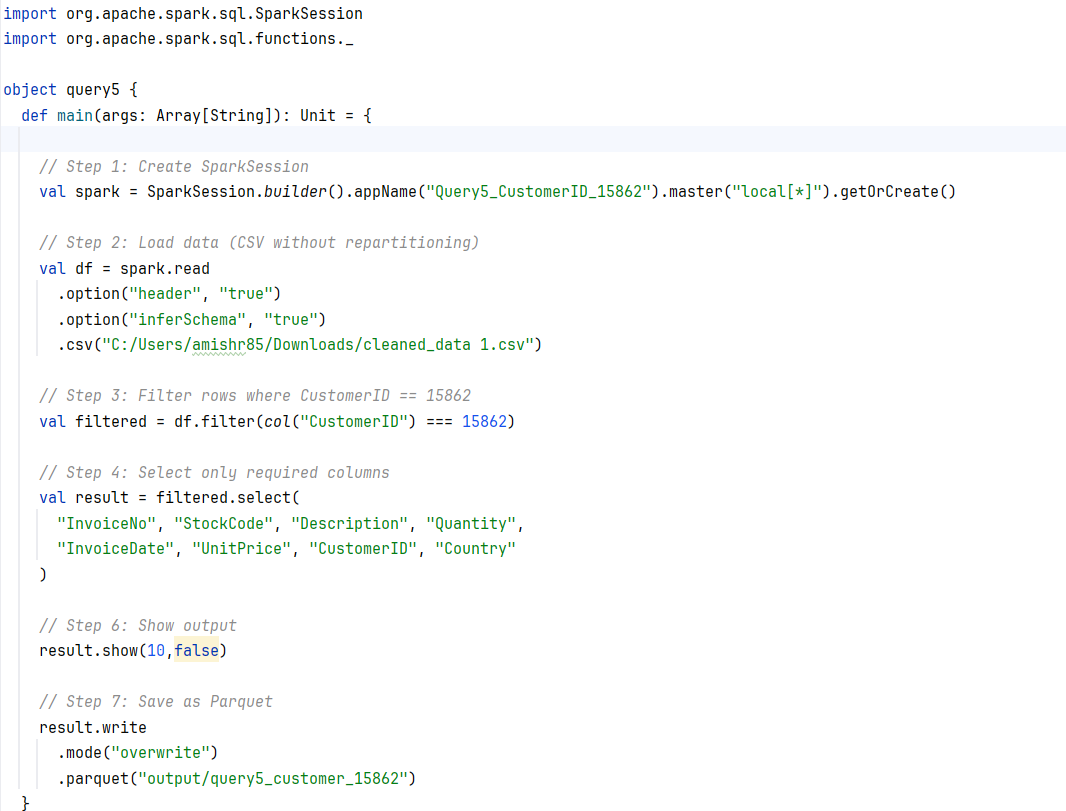 import org.apache.spark.sql.SparkSession
import org.apache.spark.sql.functions._

object query5 {
  def main(args: Array[String]): Unit = {

    // Step 1: Create SparkSession
    val spark = SparkSession.builder().appName("Query5_CustomerID_15862").master("local[*]").getOrCreate()

    // Step 2: Load data (CSV without repartitioning)
    val df = spark.read
      .option("header", "true")
      .option("inferSchema", "true")
      .csv("C:/Users/amishr85/Downloads/cleaned_data 1.csv")

    // Step 3: Filter rows where CustomerID == 15862
    val filtered = df.filter(col("CustomerID") === 15862)

    // Step 4: Select only required columns
    val result = filtered.select(
      "InvoiceNo", "StockCode", "Description", "Quantity",
      "InvoiceDate", "UnitPrice", "CustomerID", "Country"
    )

    // Step 6: Show output
    result.show(10,false)

    // Step 7: Save as Parquet
    result.write
      .mode("overwrite")
      .parquet("output/query5_customer_15862")
  }